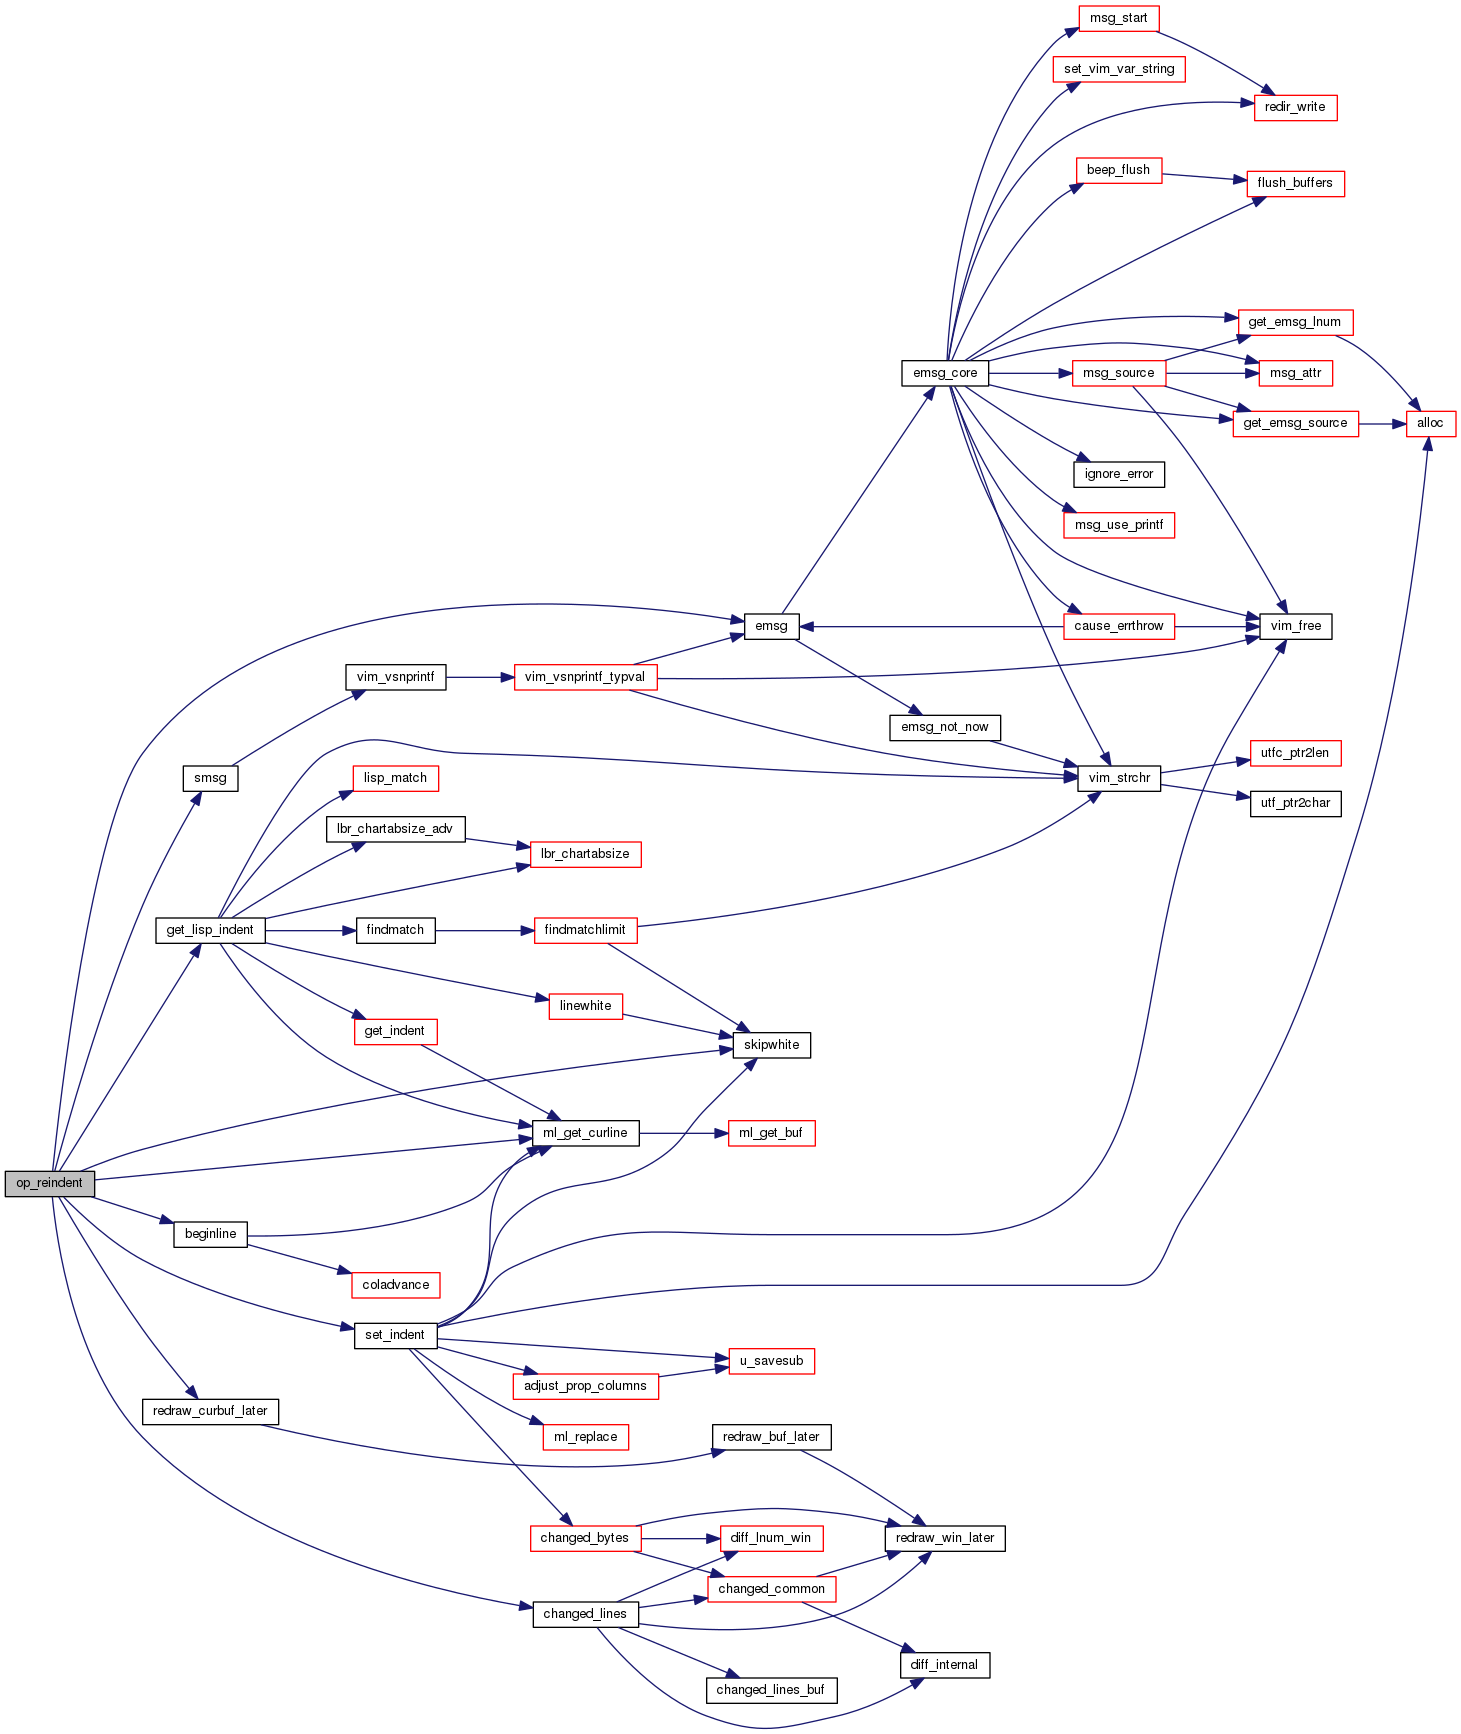 msg_start
set_vim_var_string
redir_write
beep_flush
flush_buffers
get_emsg_lnum
emsg_core
msg_source
msg_attr
get_emsg_source
alloc
ignore_error
msg_use_printf
emsg
cause_errthrow
vim_free
vim_vsnprintf
vim_vsnprintf_typval
emsg_not_now
utfc_ptr2len
smsg
lisp_match
vim_strchr
utf_ptr2char
lbr_chartabsize_adv
lbr_chartabsize
get_lisp_indent
findmatch
findmatchlimit
linewhite
get_indent
skipwhite
ml_get_curline
ml_get_buf
op_reindent
beginline
coladvance
set_indent
u_savesub
adjust_prop_columns
redraw_curbuf_later
ml_replace
redraw_buf_later
changed_bytes
diff_lnum_win
redraw_win_later
changed_common
changed_lines
diff_internal
changed_lines_buf